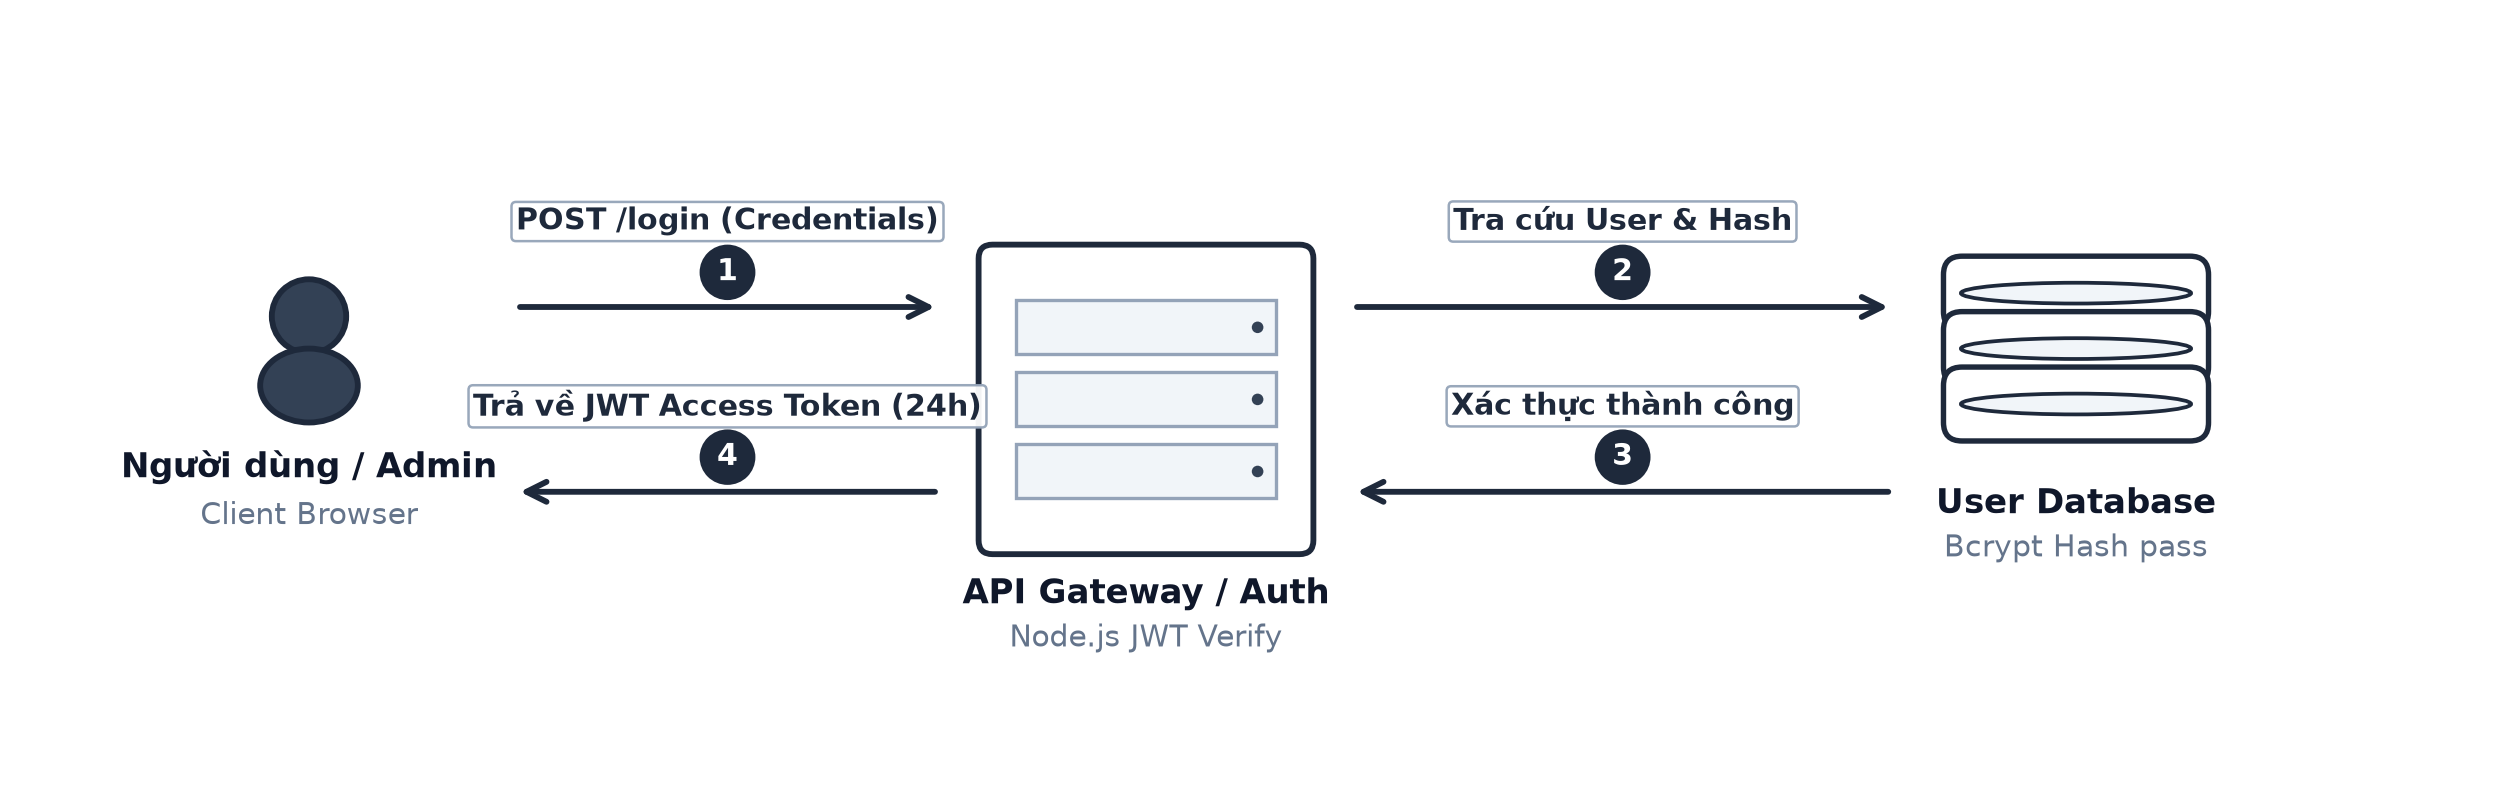 POST /login (Credentials)
1
Tra cứu User & Hash
2
Trả về JWT Access Token (24h)
4
Xác thực thành công
3
Người dùng / Admin
Client Browser
User Database
Bcrypt Hash pass
API Gateway / Auth
Node.js JWT Verify